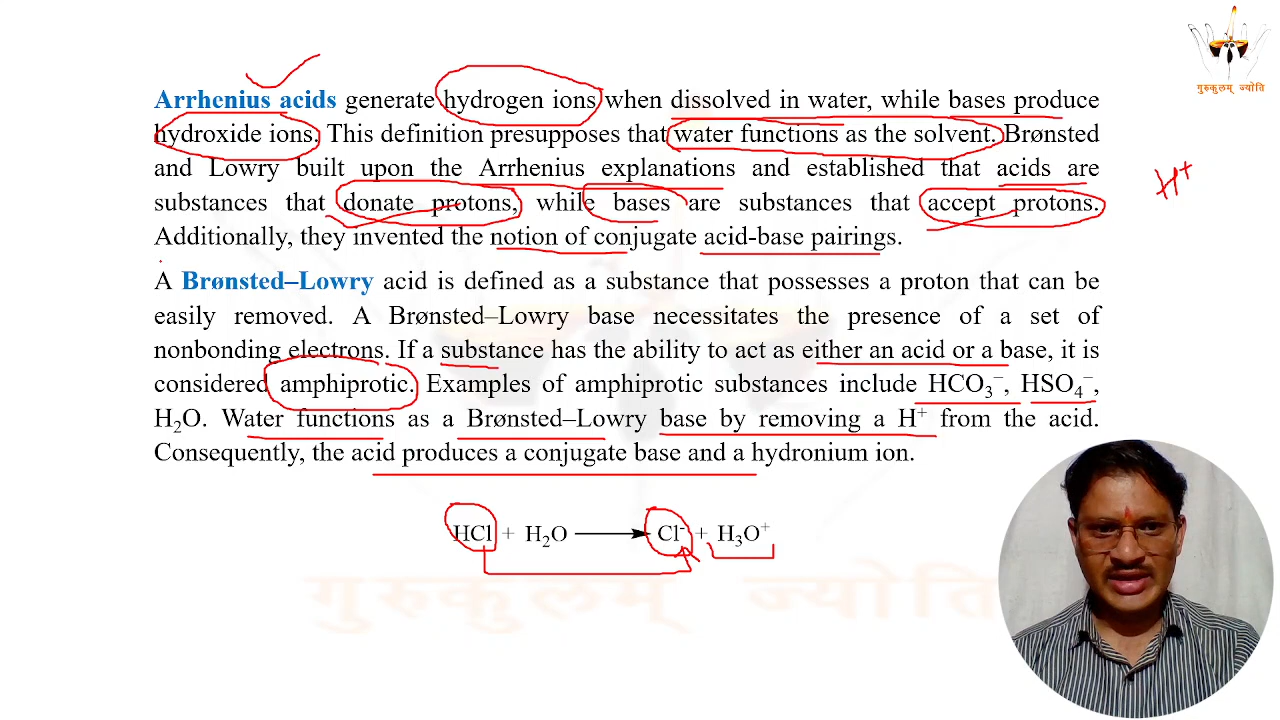 गुरुकुलम् ज्योति
Arrhenius acids generate hydrogen ions when dissolved in water, while bases produce
hydroxide ions. This definition presupposes that water functions as the solvent. Brønsted
and Lowry built upon the Arrhenius explanations and established that acids are
substances that donate protons, while bases are substances that accept protons.
H⁺
Additionally, they invented the notion of conjugate acid-base pairings.
A Brønsted–Lowry acid is defined as a substance that possesses a proton that can be
easily removed. A Brønsted–Lowry base necessitates the presence of a set of
nonbonding electrons. If a substance has the ability to act as either an acid or a base, it is
considered amphiprotic. Examples of amphiprotic substances include HCO₃⁻, HSO₄⁻,
H₂O. Water functions as a Brønsted–Lowry base by removing a H⁺ from the acid.
Consequently, the acid produces a conjugate base and a hydronium ion.
HCl + H₂O ⟶ Cl⁻ + H₃O⁺
गुरुकुलम् ज्योति